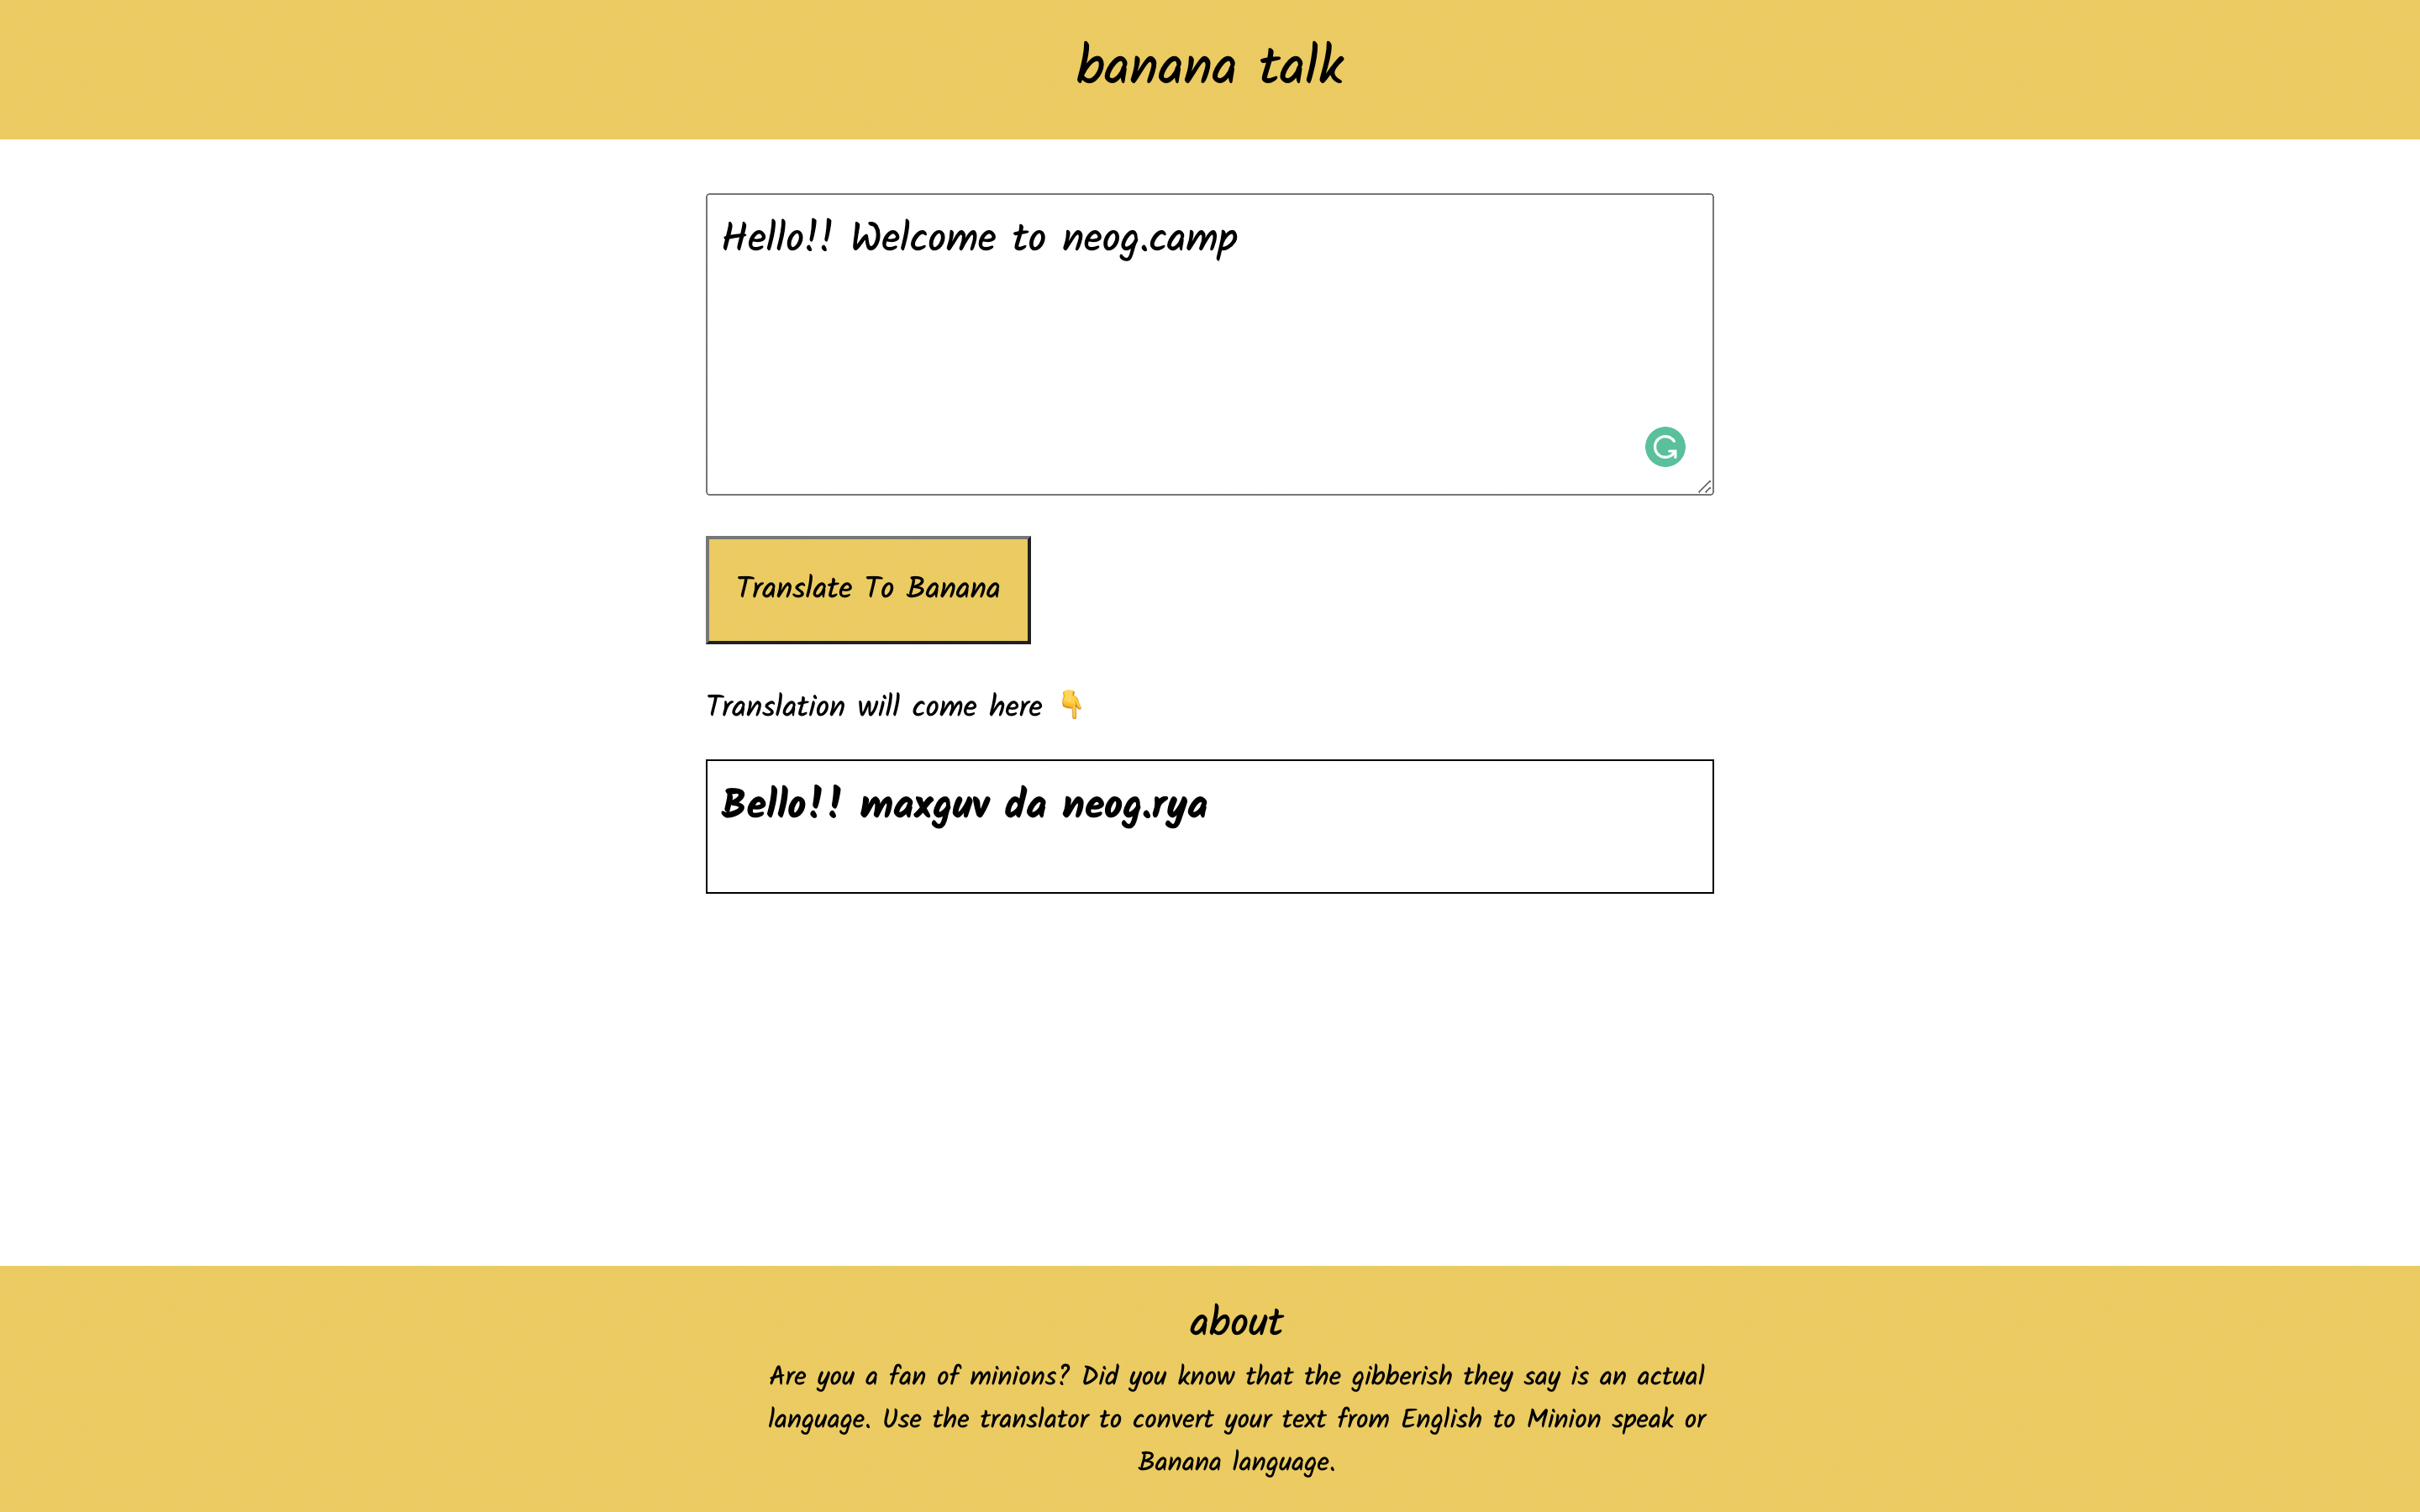 banana talk
Hello!! Welcome to neog.camp
Translate To Banana
Translation will come here 👇
Bello!! maxguv da neog.rya
about
Are you a fan of minions? Did you know that the gibberish they say is an actual
language. Use the translator to convert your text from English to Minion speak or
Banana language.